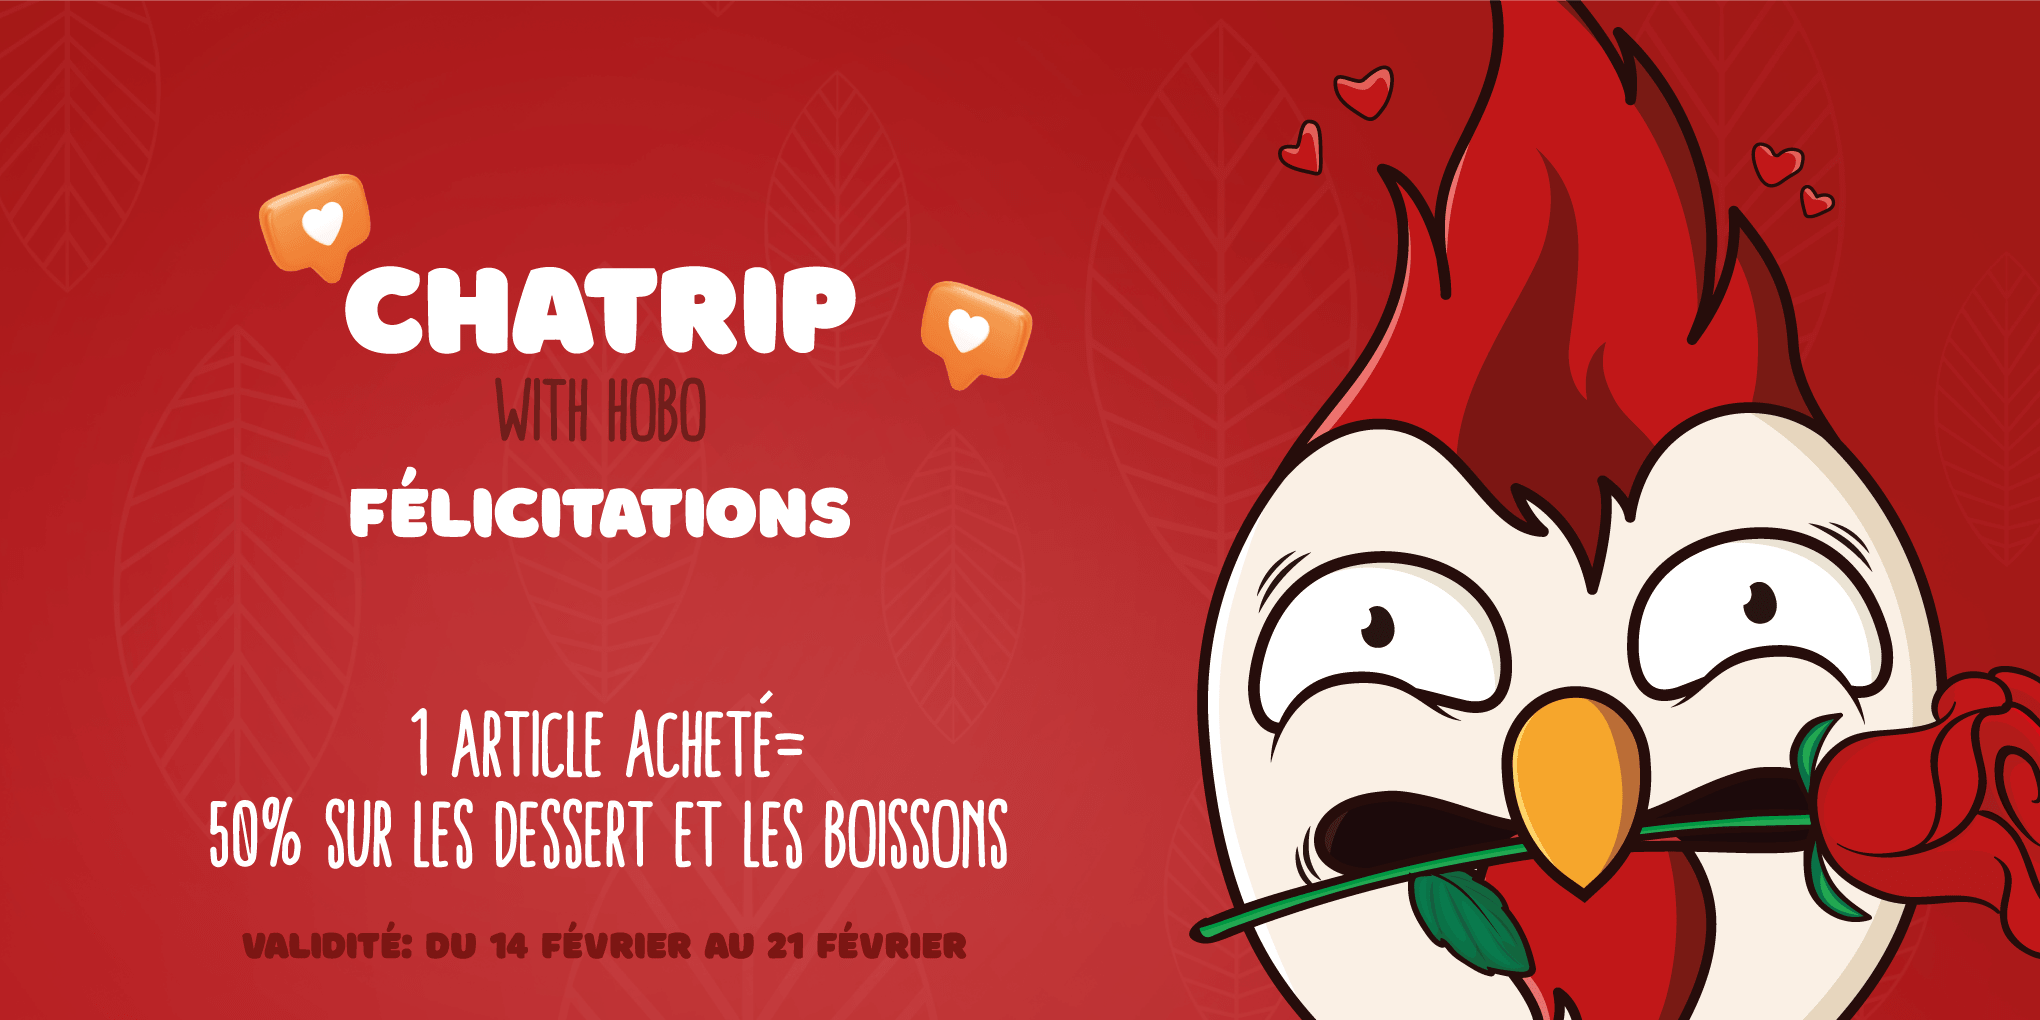 CHATRIP
WITH HOBO
FÉLICITATIONS
1 ARTICLE ACHETÉ=
50% SUR LES DESSERT ET LES BOISSONS
VALIDITÉ: DU 14 FÉVRIER AU 21 FÉVRIER